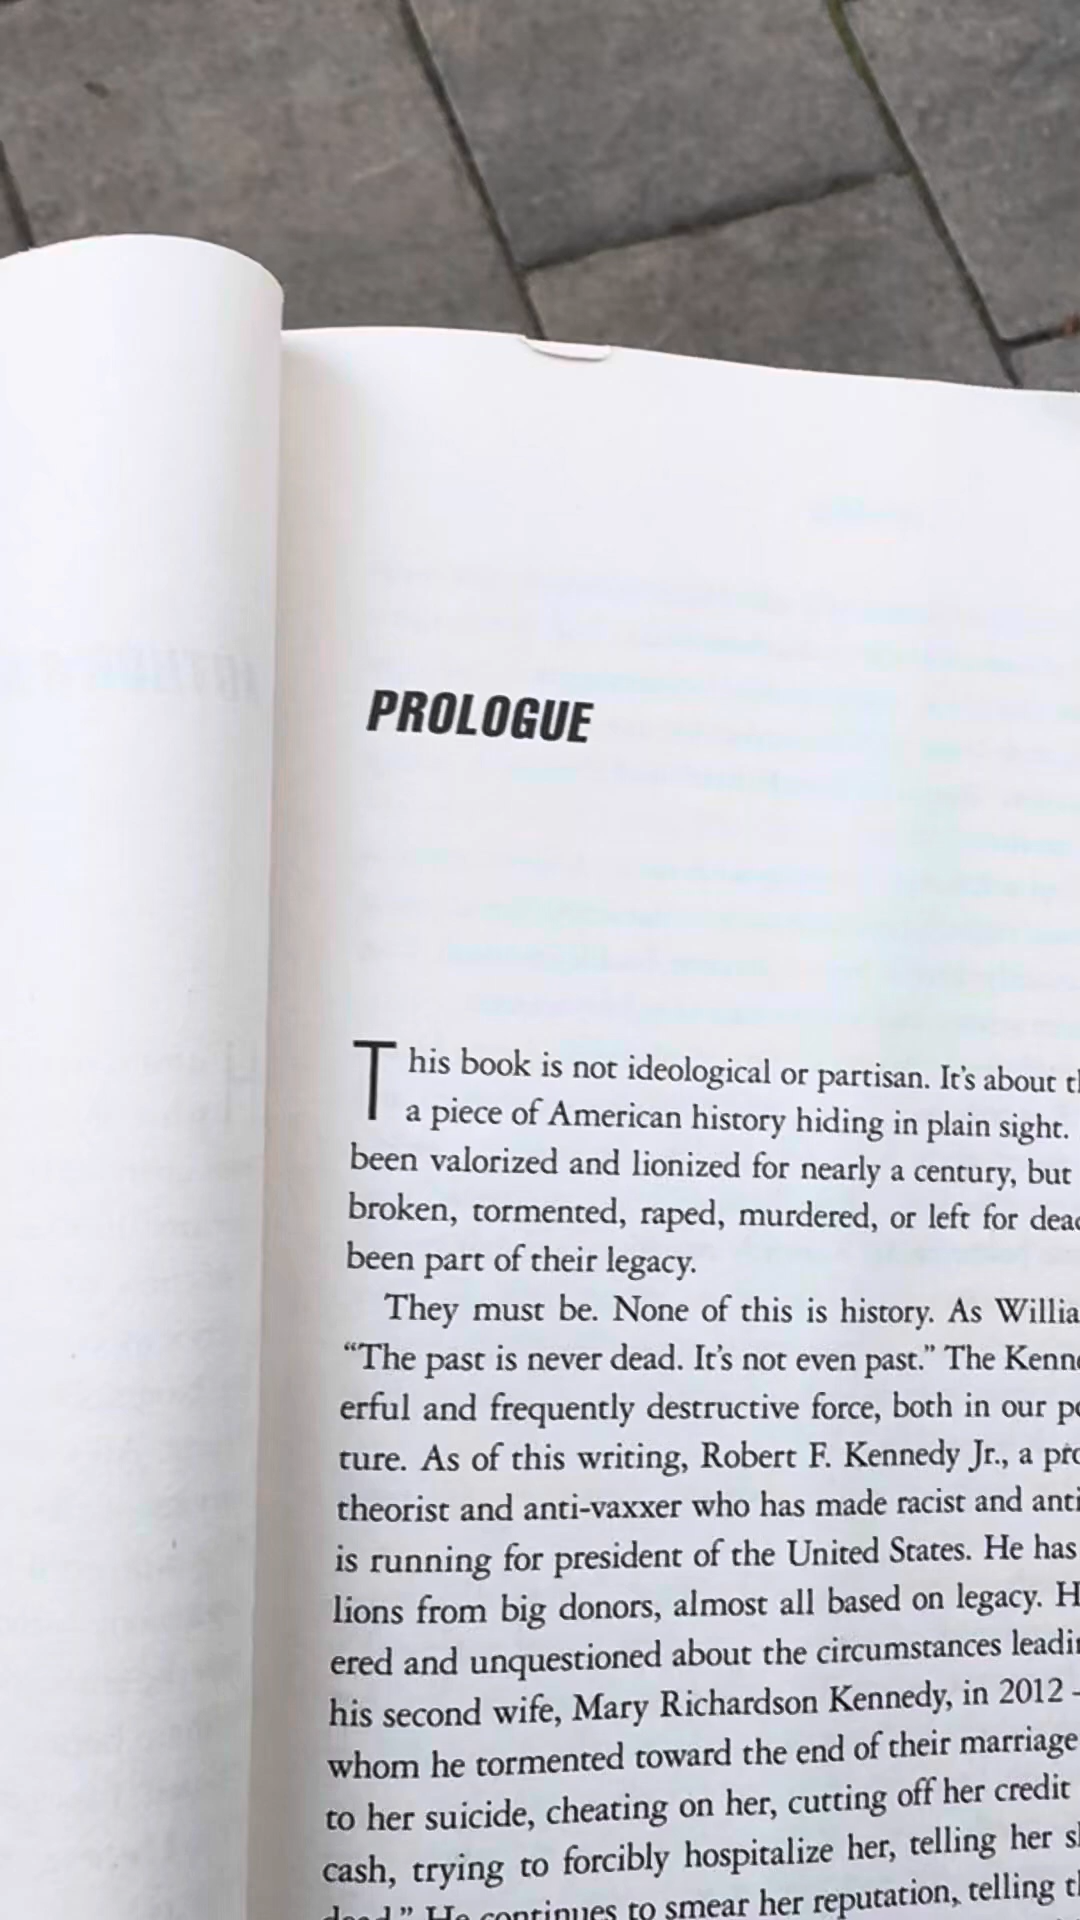 PROLOGUE
This book is not ideological or partisan. It's about
a piece of American history hiding in plain sight.
been valorized and lionized for nearly a century, but
broken, tormented, raped, murdered, or left for
been part of their legacy.
They must be. None of this is history. As
“The past is never dead. It's not even past.” The
erful and frequently destructive force, both in our
ture. As of this writing, Robert F. Kennedy Jr., a
theorist and anti-vaxxer who has made racist and
is running for president of the United States. He has
lions from big donors, almost all based on legacy.
ered and unquestioned about the circumstances
his second wife, Mary Richardson Kennedy, in 2012
whom he tormented toward the end of their marriage
to her suicide, cheating on her, cutting off her credit
cash, trying to forcibly hospitalize her, telling her
He continues to smear her reputation, telling